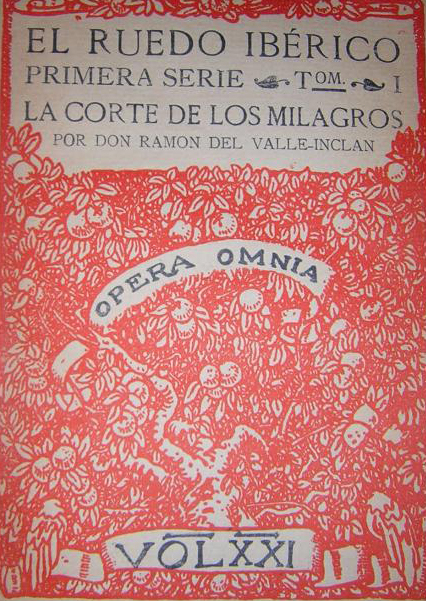 EL RUEDO IBÉRICO
PRIMERA SERIE TOM. I
LA CORTE DE LOS MILAGROS
POR DON RAMON DEL VALLE-INCLAN
OPERA OMNIA
VOL XXI